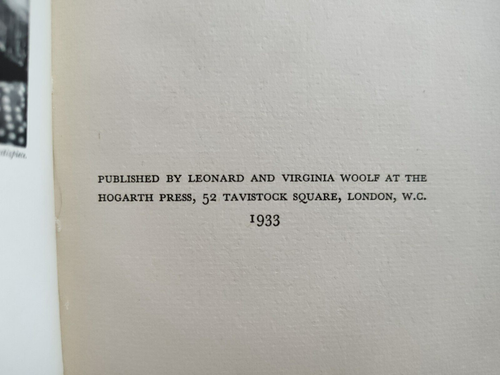 PUBLISHED BY LEONARD AND VIRGINIA WOOLF AT THE
HOGARTH PRESS, 52 TAVISTOCK SQUARE, LONDON, W.C.
1933